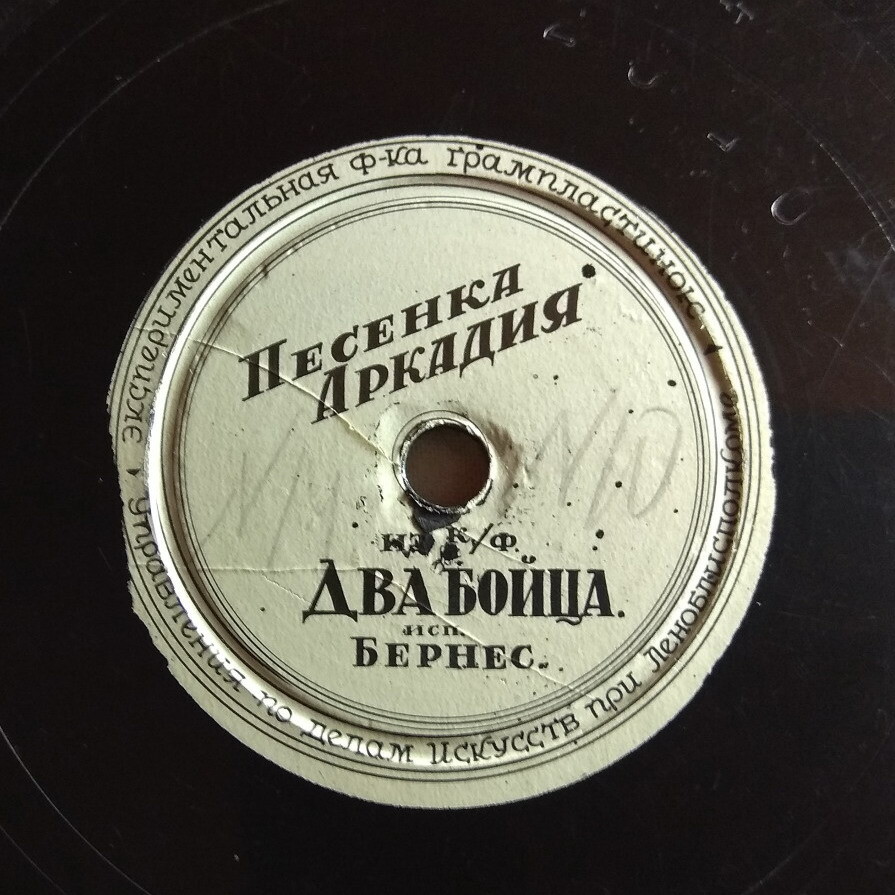 Экспериментальная ф-ка грампластинок
Песенка
Аркадия
из к/ф.
Два бойца.
исп.
Бернес.
Управления по делам искусств при Леноблисполкоме